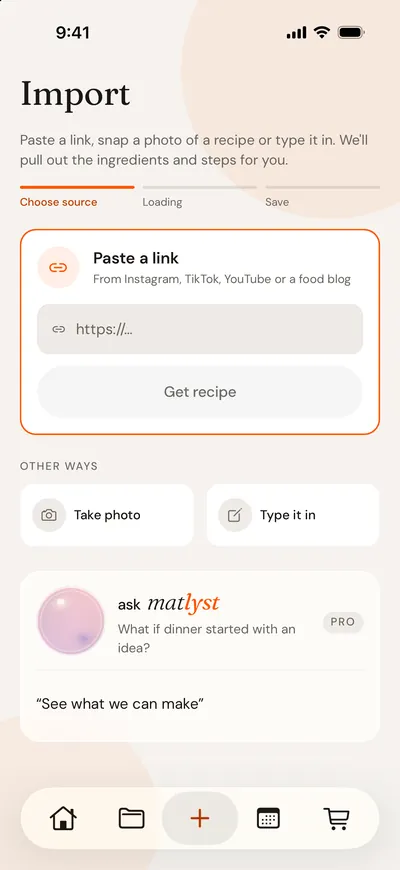 9:41
Import
Paste a link, snap a photo of a recipe or type it in. We'll
pull out the ingredients and steps for you.
Choose source
Loading
Save
Paste a link
From Instagram, TikTok, YouTube or a food blog
https://...
Get recipe
OTHER WAYS
Take photo
Type it in
ask matlyst
What if dinner started with an
idea?
PRO
“See what we can make”